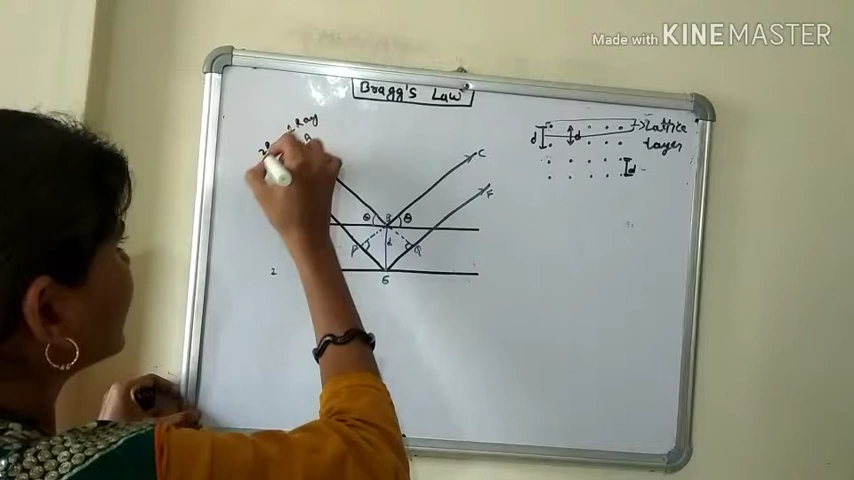 Made with KINEMASTER
Bragg's Law
Ray
d
d
Lattice
Layer
d
C
F
θ
B
θ
P
d
Q
2